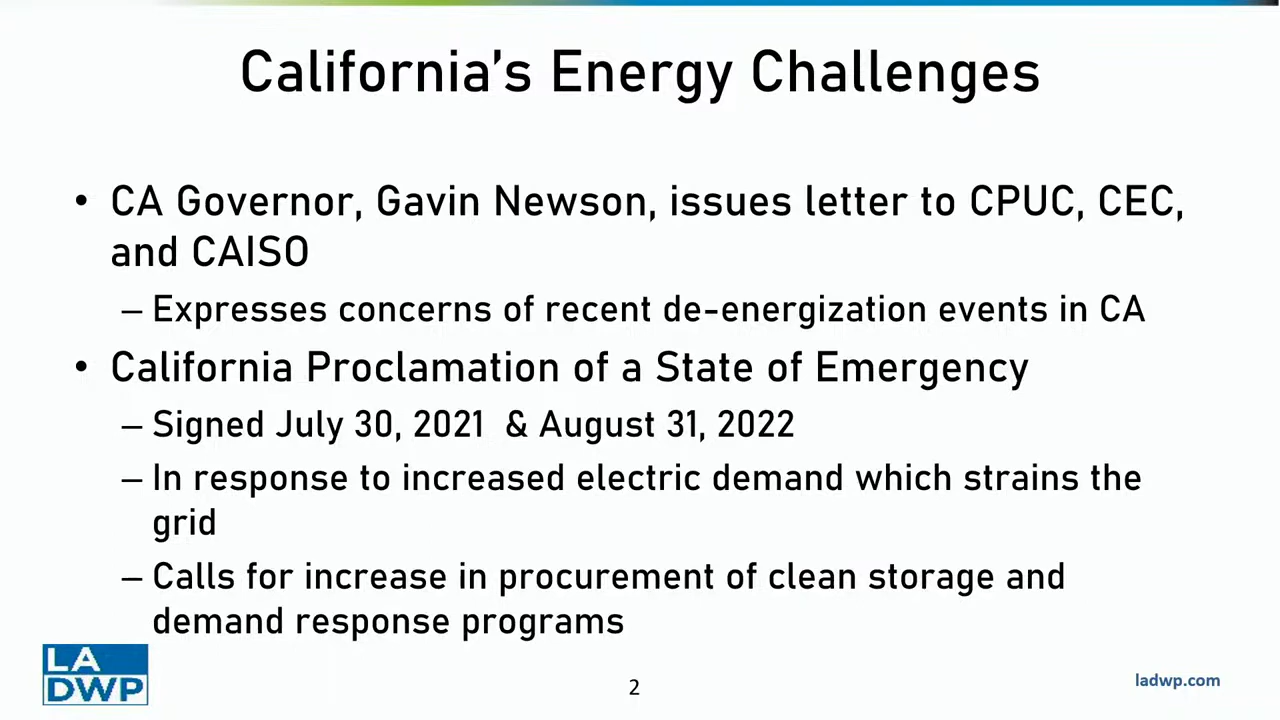 California’s Energy Challenges
• CA Governor, Gavin Newson, issues letter to CPUC, CEC,
and CAISO
– Expresses concerns of recent de-energization events in CA
• California Proclamation of a State of Emergency
– Signed July 30, 2021 & August 31, 2022
– In response to increased electric demand which strains the
grid
– Calls for increase in procurement of clean storage and
demand response programs
LA
DWP
2
ladwp.com